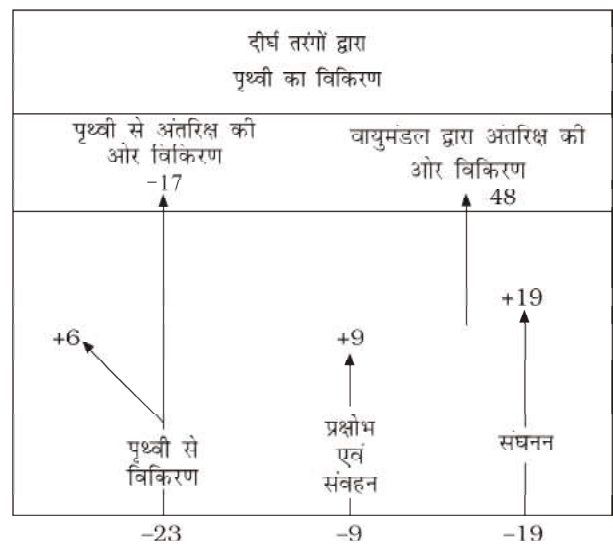 दीर्घ तरंगों द्वारा
पृथ्वी का विकिरण
पृथ्वी से अंतरिक्ष की
ओर विकिरण
-17
वायुमंडल द्वारा अंतरिक्ष की
ओर विकिरण
48
+6
+9
+19
पृथ्वी से
विकिरण
प्रक्षोभ
एवं
संवहन
संघनन
-23
-9
-19